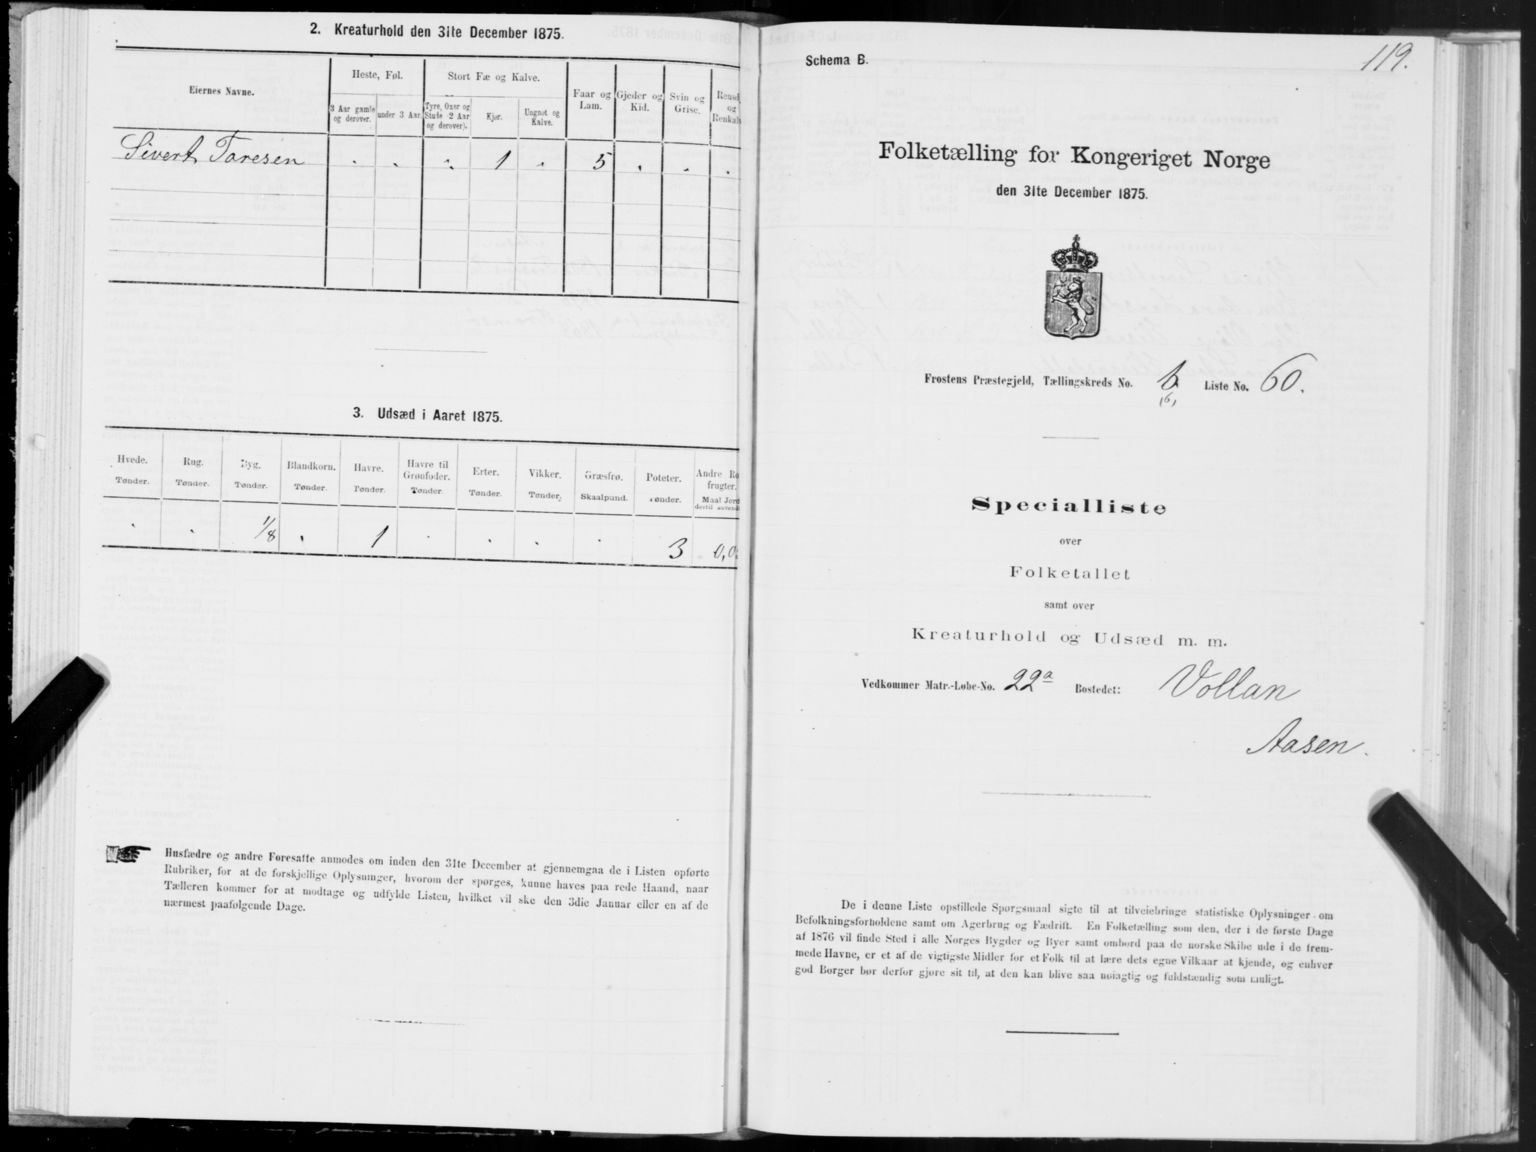 2. Kreaturhold den 31te December 1875.
Eiernes Navne.
Heste, Føl.
Stort Fæ og Kalve.
Faar og Lam.
Gjeder og Kid.
Svin og Grise.
og
3 Aar gamle og derover.
under 3 Aar.
Tyre, Oxer og Stude 2 Aar og derover).
Kjør.
Ungnøt og Kalve.
Sivert Taresen . . . 1 . 5 . . .
3. Udsæd i Aaret 1875.
Hvede. Rug. Byg. Blandkorn. Havre. Havre til Grønfoder. Erter. Vikker. Græsfrø. Poteter. Andre
Tønder. Tønder. Tønder. Tønder. Tønder. Tønder. Tønder. Tønder. Skaalpund. Tønder. Maal
. . 1/8 . 1 . . . . 3 0,0
Husfædre og andre Foresatte anmodes om inden den 31te December at gjennemgaa de i Listen opførte
Rubriker, for at de forskjellige Oplysninger, hvorom der spørges, kunne haves paa rede Haand, naar
Tælleren kommer for at modtage og udfylde Listen, hvilket vil ske den 3die Januar eller en af de
nærmest paafølgende Dage.
119.
Schema B.
Folketælling for Kongeriget Norge
den 31te December 1875.
Frostens Præstegjeld, Tællingskreds No. 6 Liste No. 60.
(6)
Specialliste
over
Folketallet
samt over
Kreaturhold og Udsæd m. m.
Vedkommer Matr.-Løbe-No. 22a Bostedet: Vollan
Aasen.
De i denne Liste opstillede Spørgsmaal sigte til at tilveiebringe statistiske Oplysninger om
Befolkningsforholdene samt om Agerbrug og Fædrift. En Folketælling som den, der i de første Dage
af 1876 vil finde Sted i alle Norges Bygder og Byer samt ombord paa de norske Skibe ude i de frem-
mede Havne, er et af de vigtigste Midler for et Folk til at lære dets egne Vilkaar at kjende, og enhver
god Borger bør derfor gjøre sit til, at den kan blive saa nøiagtig og fuldstændig som muligt.